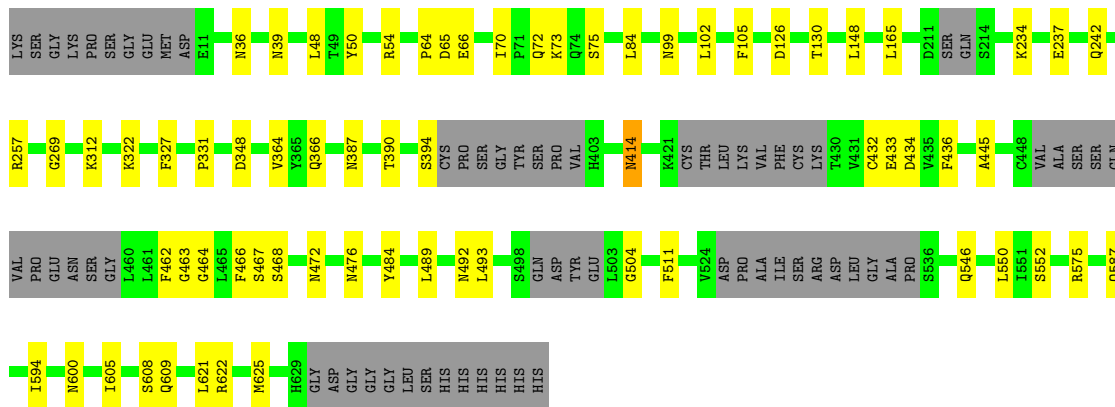 LYS SER GLY LYS PRO SER GLY GLU MET ASP E11 N36 N39 L48 T49 Y50 R54 P64 D65 E66 I70 P71 Q72 K73 Q74 S75 L84 N99 L102 F105 D126 T130 L148 L165 D211 SER GLN S214 K234 E237 Q242
R257 G269 K312 K322 F327 P331 D348 V364 Y365 Q366 N387 T390 S394 CYS PRO SER GLY TYR SER PRO VAL H403 N414 K421 CYS THR LEU LYS VAL PHE CYS LYS T430 V431 C432 E433 D434 V435 F436 A445 C448 VAL ALA SER SER GLN
VAL PRO GLU ASN SER GLY L460 L461 F462 G463 G464 L465 F466 S467 S468 N472 N476 Y484 L489 N492 L493 S498 GLN ASP TYR GLU L503 G504 F511 V524 ASP PRO ALA ILE SER ARG ASP LEU GLY ALA PRO S536 Q546 L550 I551 S552 R575
I594 N600 I605 S608 Q609 L621 R622 M625 H629 GLY ASP GLY GLY GLY LEU SER HIS HIS HIS HIS HIS HIS